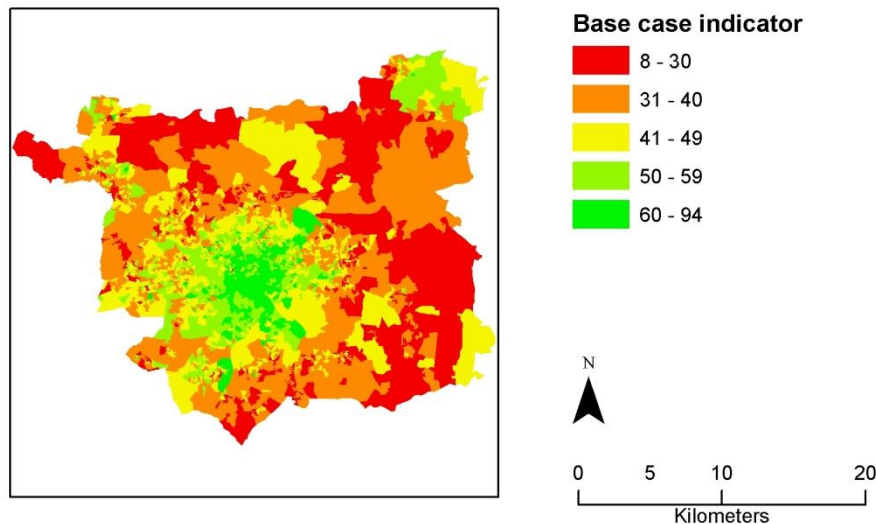 Base case indicator
8 - 30
31 - 40
41 - 49
50 - 59
60 - 94
N
0 5 10 20
Kilometers